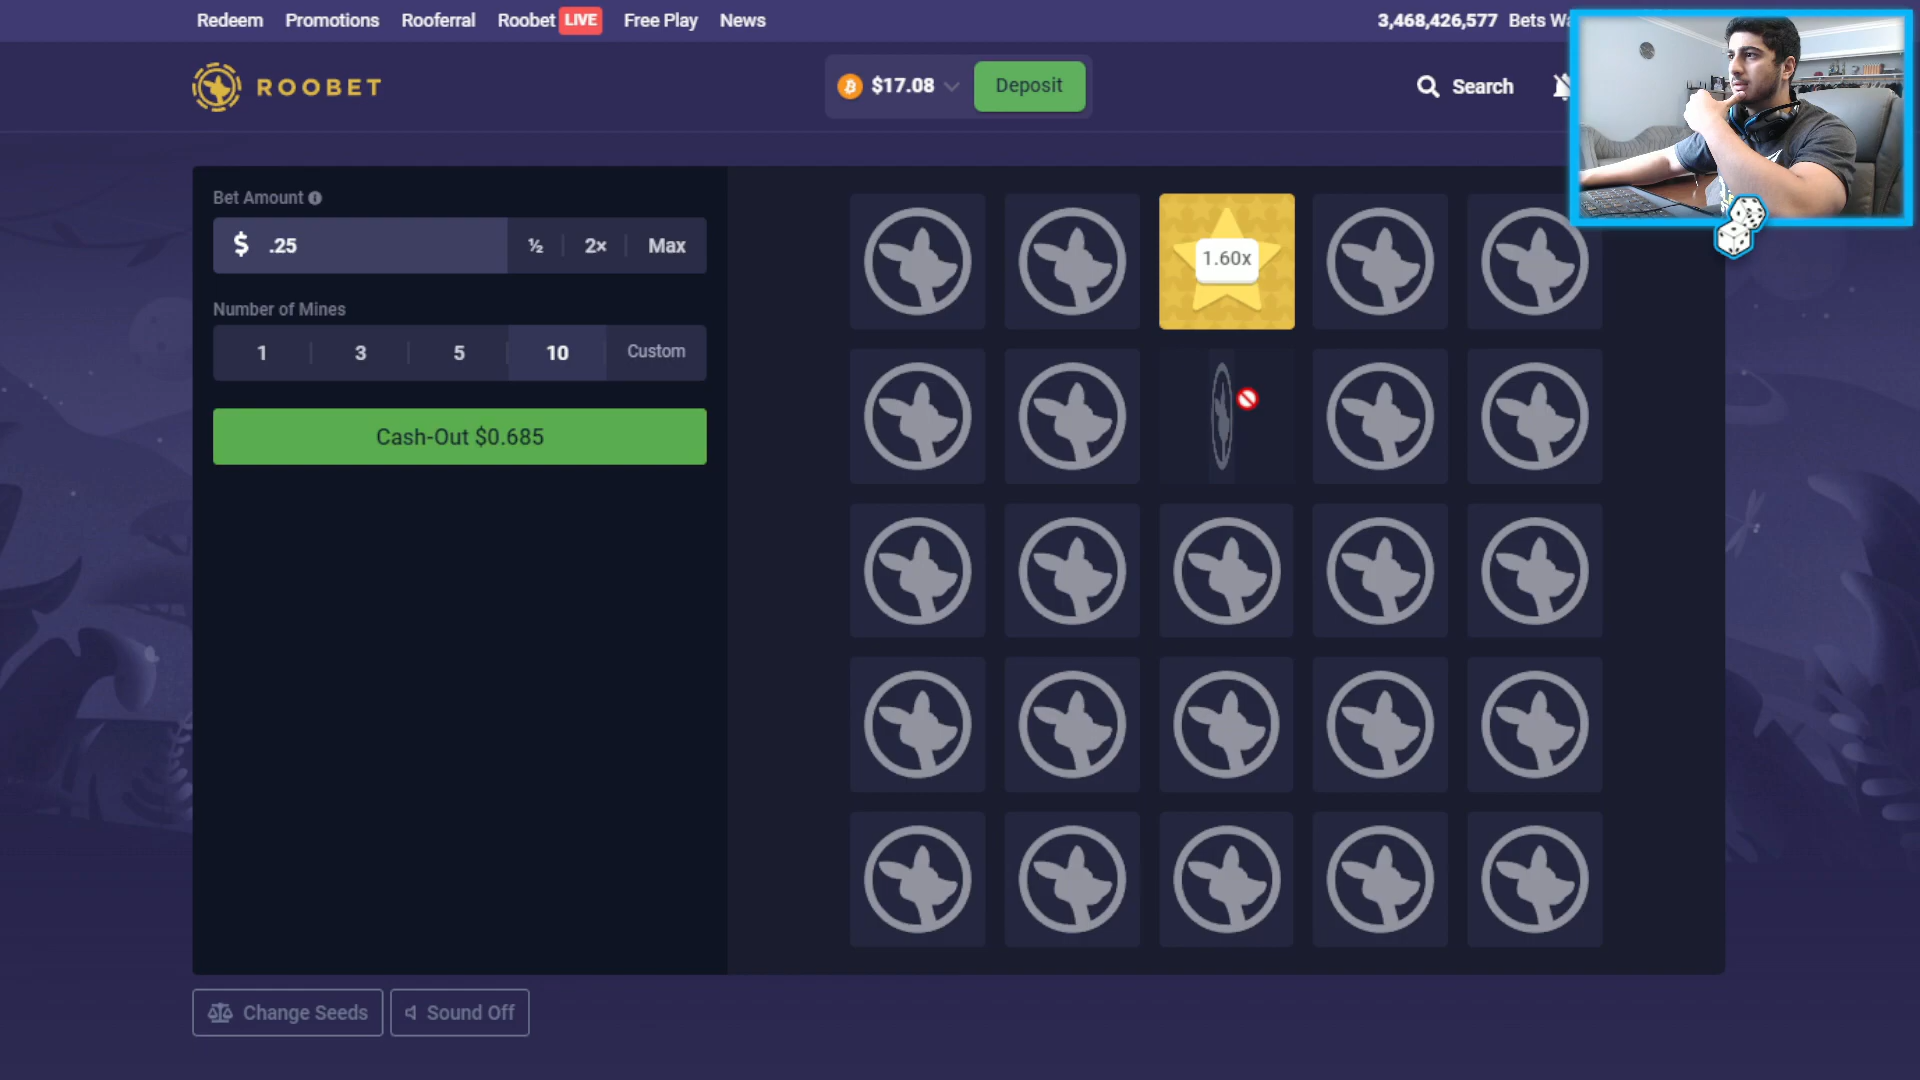 Redeem Promotions Rooferral Roobet LIVE Free Play News
3,468,426,577 Bets
ROOBET
$17.08
Deposit
Search
Bet Amount
$ .25 ½ 2× Max
Number of Mines
1 3 5 10 Custom
Cash-Out $0.685
1.60x
Change Seeds
Sound Off